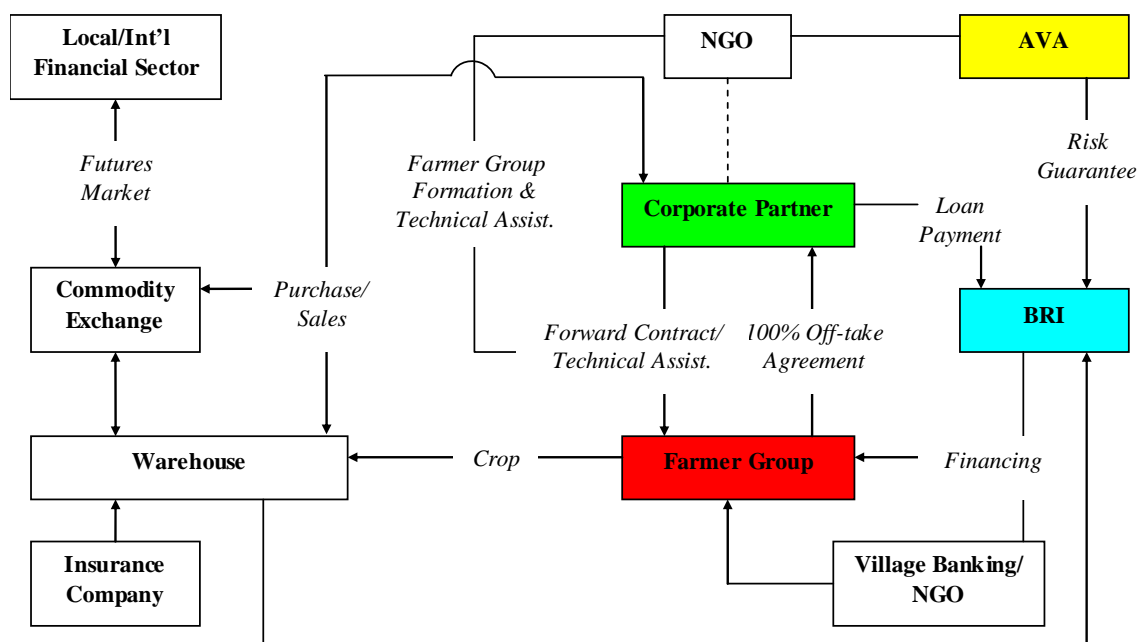 Local/Int'l
Financial Sector
NGO
AVA
Futures
Market
Farmer Group
Formation &
Technical Assist.
Risk
Guarantee
Corporate Partner
Loan
Payment
Commodity
Exchange
Purchase/
Sales
BRI
Forward Contract/
Technical Assist.
100% Off-take
Agreement
Warehouse
Crop
Farmer Group
Financing
Insurance
Company
Village Banking/
NGO